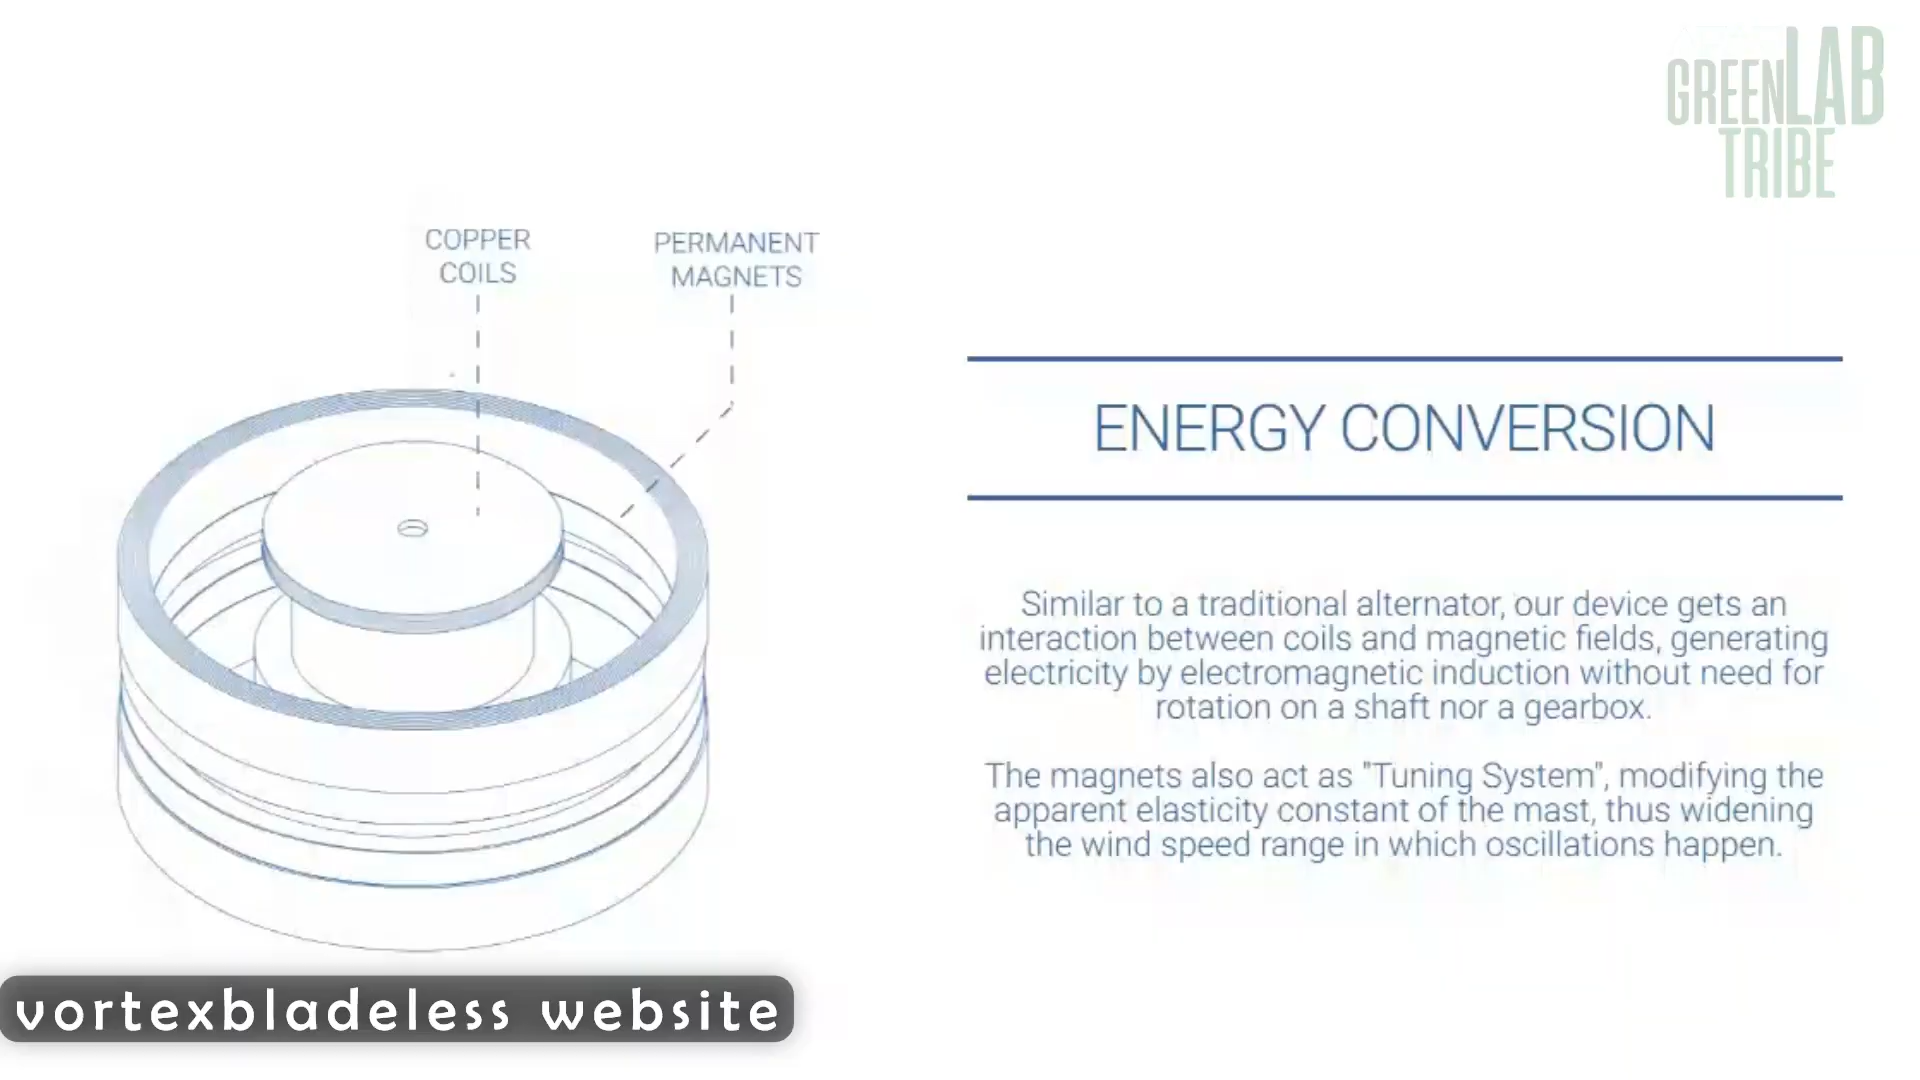 GREENLAB
TRIBE
COPPER
COILS
PERMANENT
MAGNETS
ENERGY CONVERSION
Similar to a traditional alternator, our device gets an
interaction between coils and magnetic fields, generating
electricity by electromagnetic induction without need for
rotation on a shaft nor a gearbox.
The magnets also act as "Tuning System", modifying the
apparent elasticity constant of the mast, thus widening
the wind speed range in which oscillations happen.
vortexbladeless website